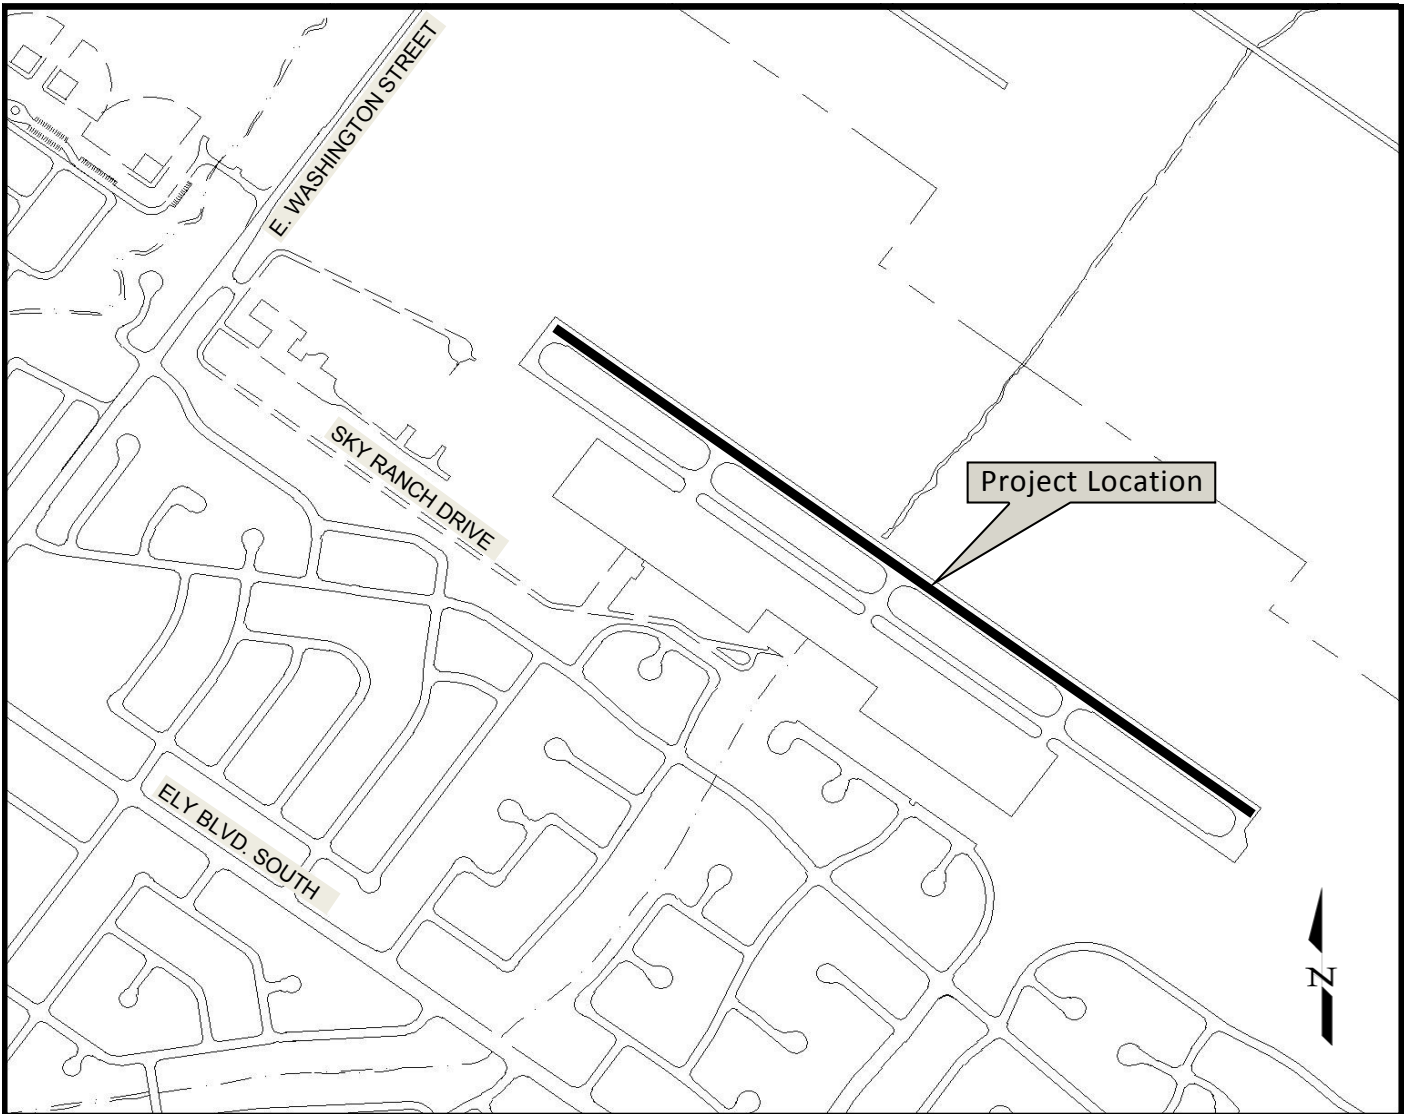 E. WASHINGTON STREET
SKY RANCH DRIVE
Project Location
ELY BLVD. SOUTH
N